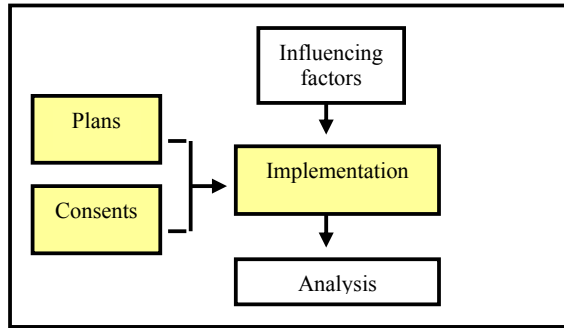 Influencing
factors
Plans
Implementation
Consents
Analysis